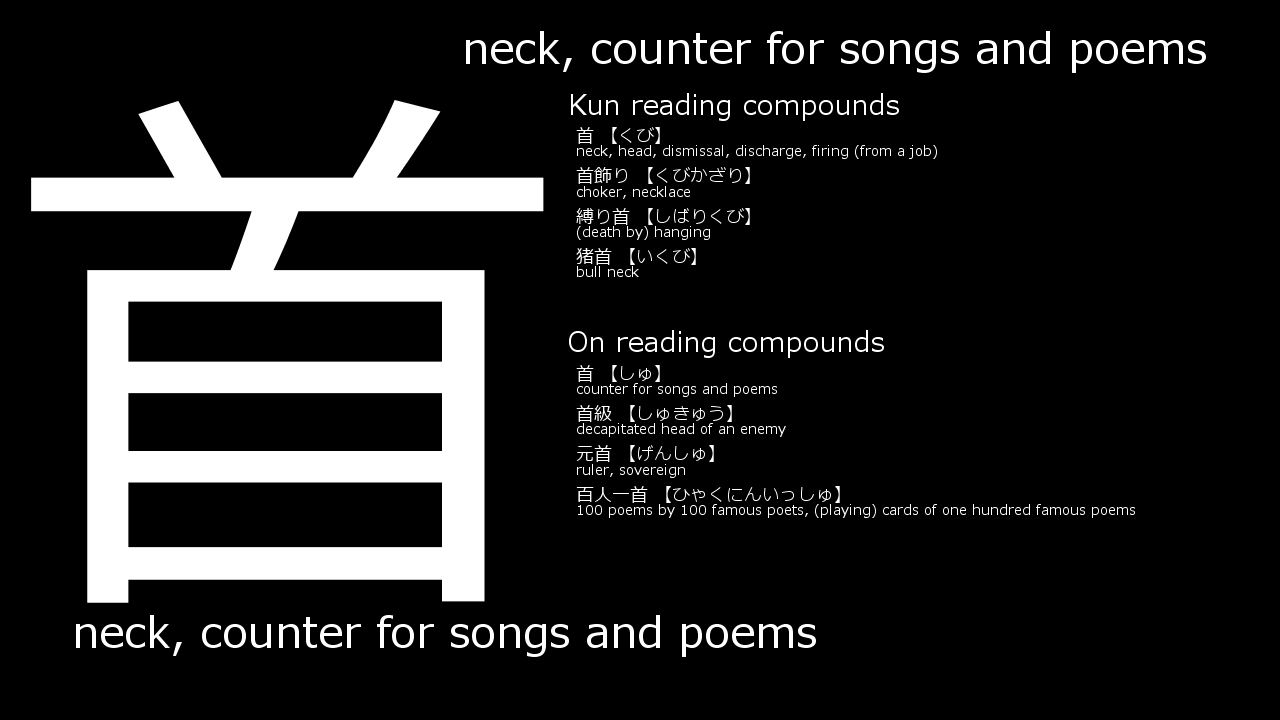 neck, counter for songs and poems
首
Kun reading compounds
首 【くび】
neck, head, dismissal, discharge, firing (from a job)
首飾り 【くびかざり】
choker, necklace
縛り首 【しばりくび】
(death by) hanging
猪首 【いくび】
bull neck
On reading compounds
首 【しゅ】
counter for songs and poems
首級 【しゅきゅう】
decapitated head of an enemy
元首 【げんしゅ】
ruler, sovereign
百人一首 【ひゃくにんいっしゅ】
100 poems by 100 famous poets, (playing) cards of one hundred famous poems
neck, counter for songs and poems